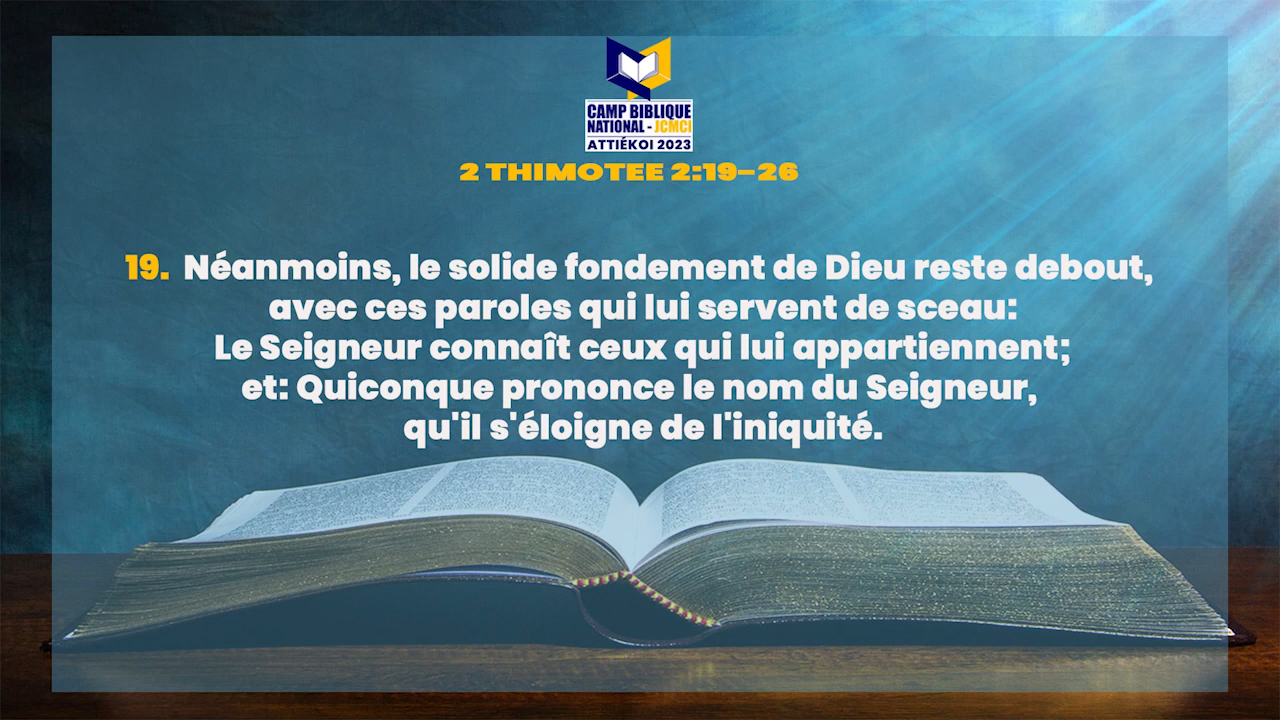 CAMP BIBLIQUE
NATIONAL - JCMCI
ATTIÉKOI 2023
2 THIMOTEE 2:19-26
19. Néanmoins, le solide fondement de Dieu reste debout,
avec ces paroles qui lui servent de sceau:
Le Seigneur connaît ceux qui lui appartiennent;
et: Quiconque prononce le nom du Seigneur,
qu'il s'éloigne de l'iniquité.